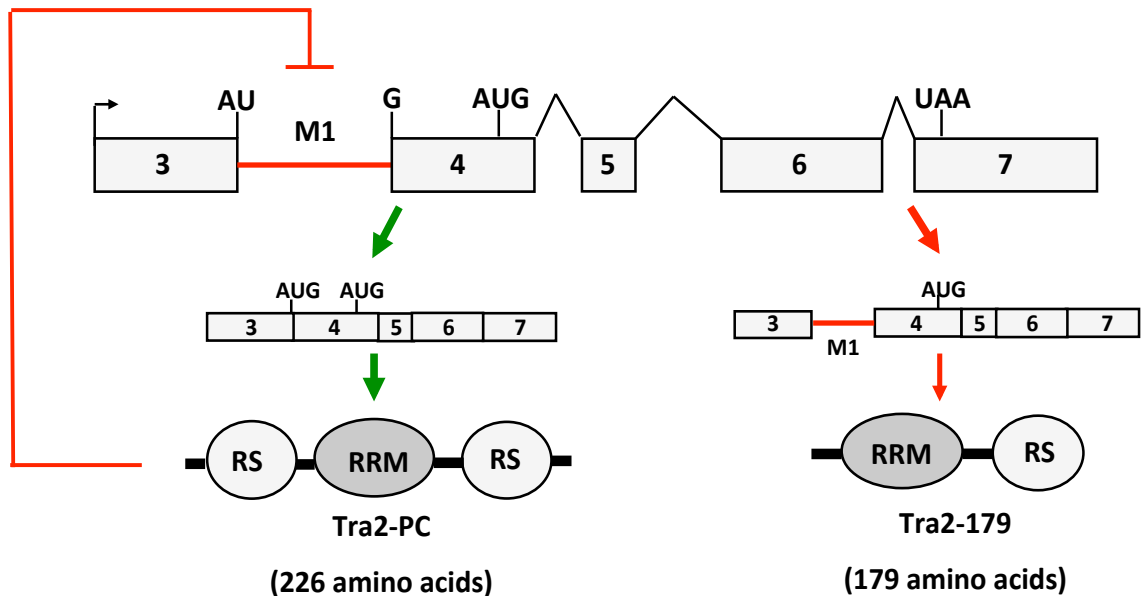 AU
G
AUG
UAA
M1
3
4
5
6
7
AUG
AUG
3
4
5
6
7
AUG
3
M1
4
5
6
7
RS
RRM
RS
RRM
RS
Tra2-PC
(226 amino acids)
Tra2-179
(179 amino acids)